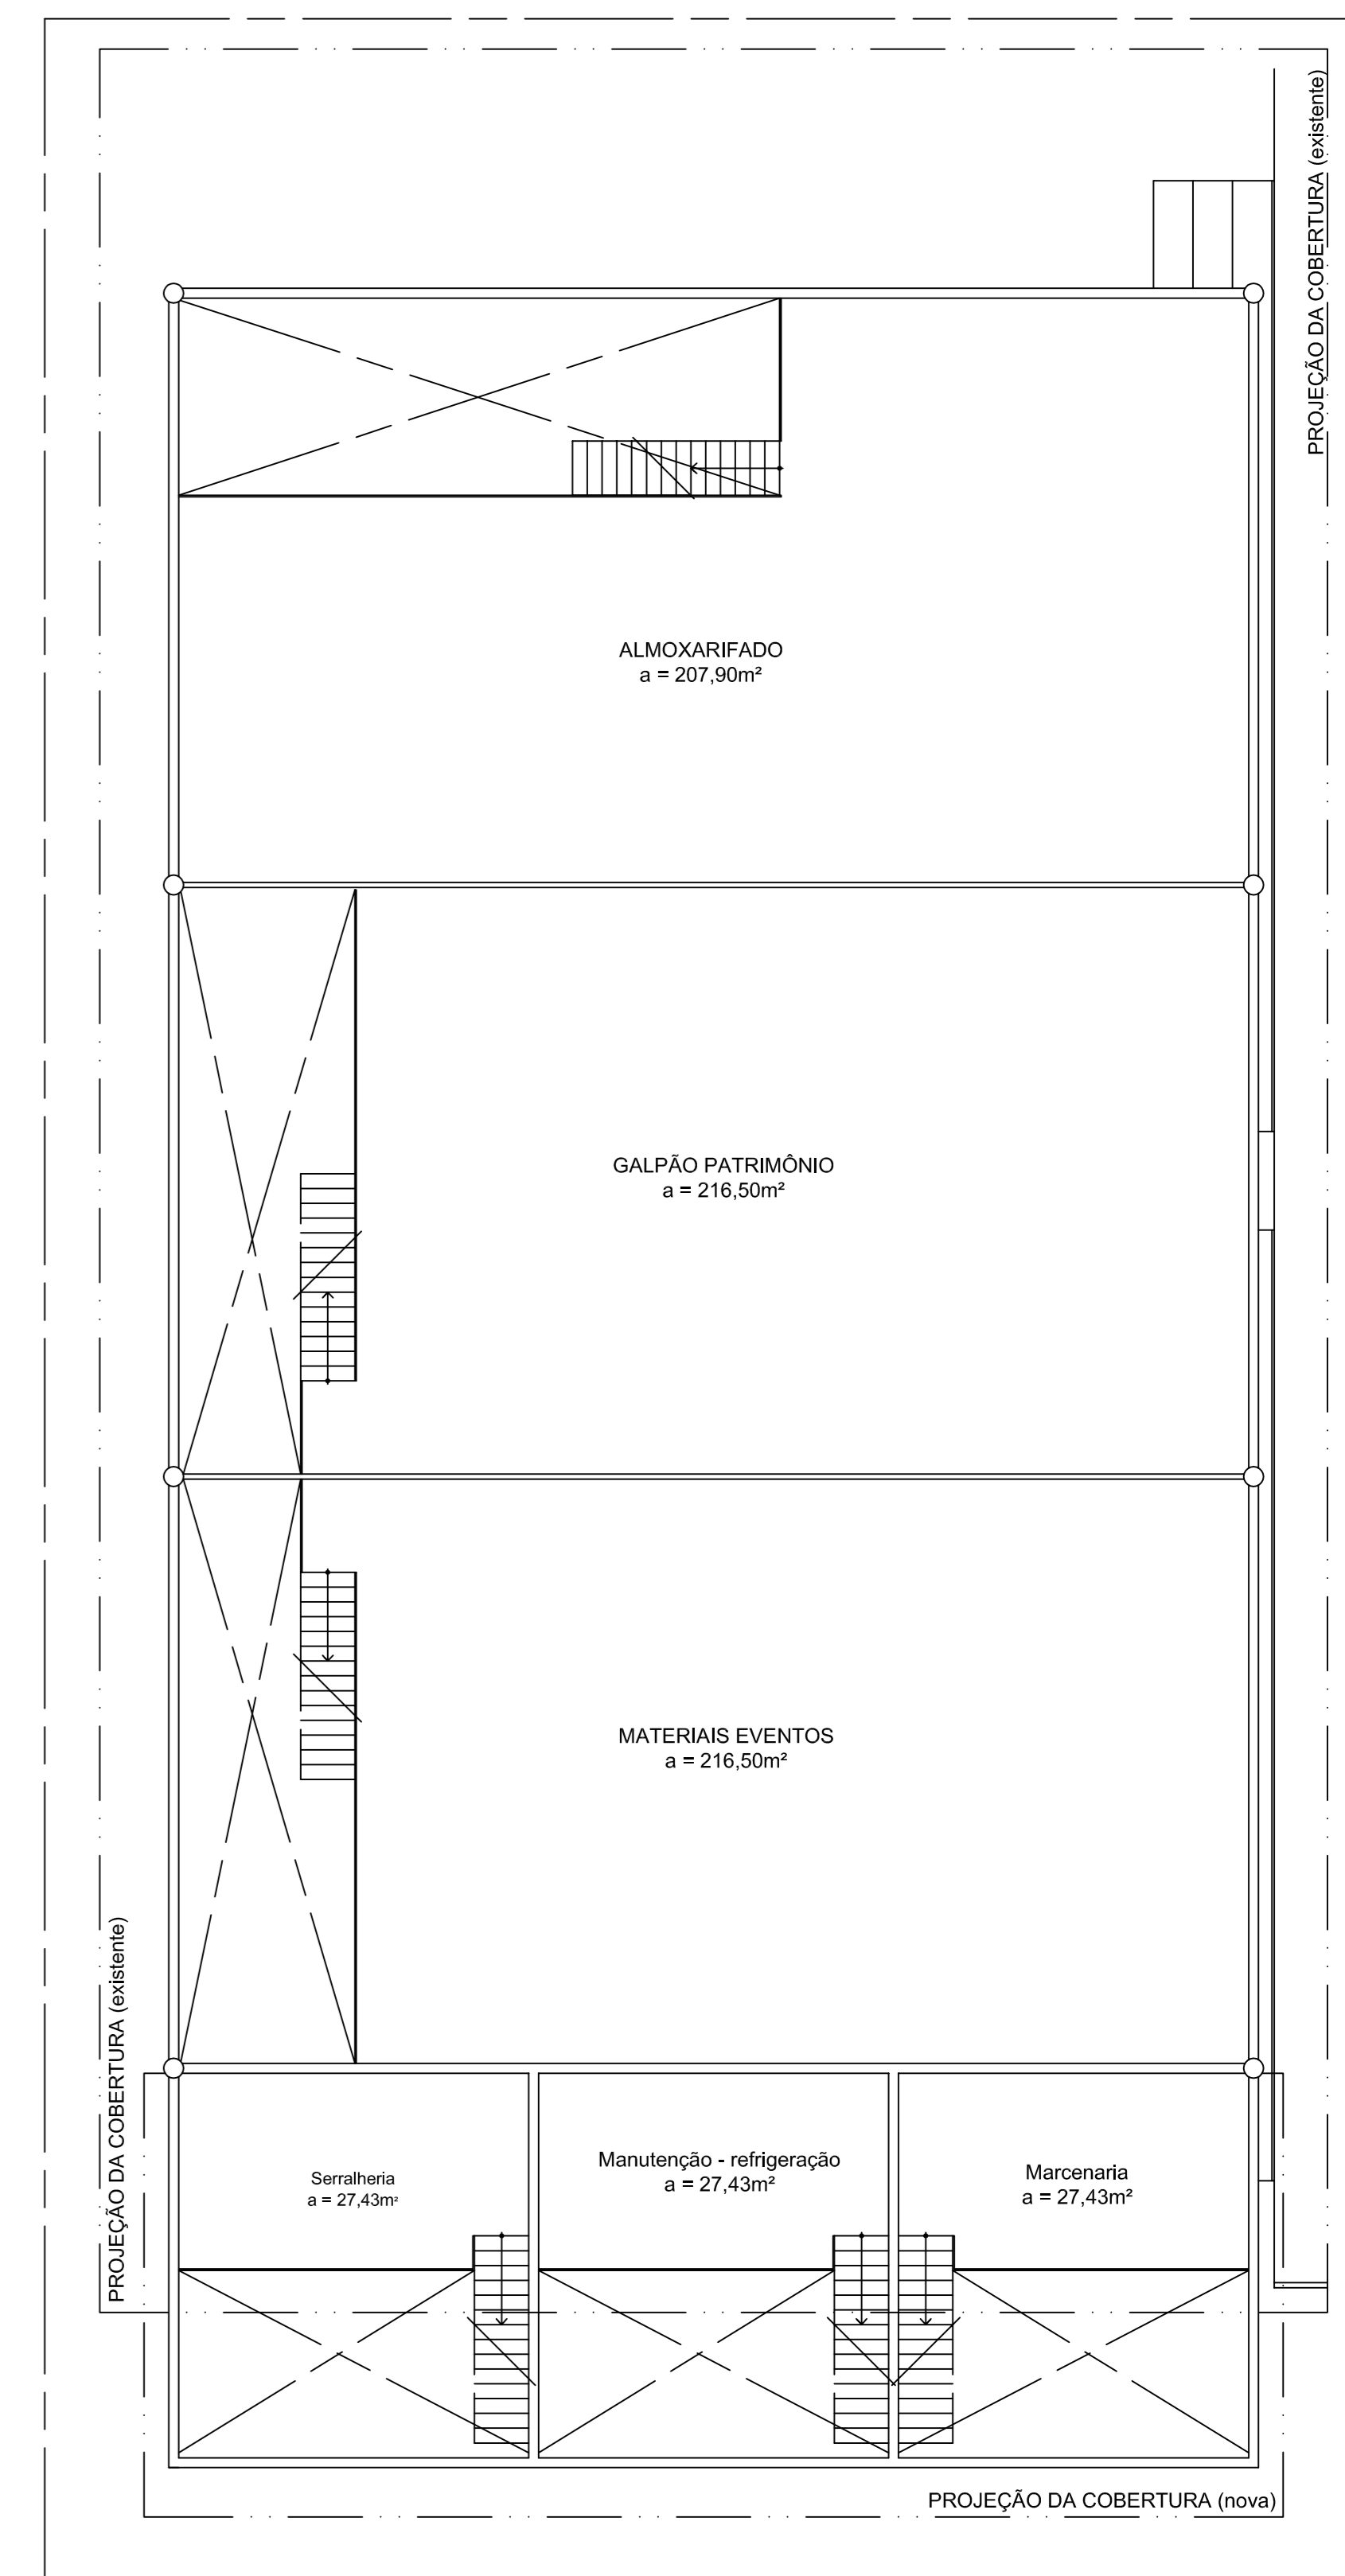 PROJEÇÃO DA COBERTURA (existente)
ALMOXARIFADO
a = 207,90m²
GALPÃO PATRIMÔNIO
a = 216,50m²
MATERIAIS EVENTOS
a = 216,50m²
PROJEÇÃO DA COBERTURA (existente)
Serralheria
a = 27,43m²
Manutenção - refrigeração
a = 27,43m²
Marcenaria
a = 27,43m²
PROJEÇÃO DA COBERTURA (nova)